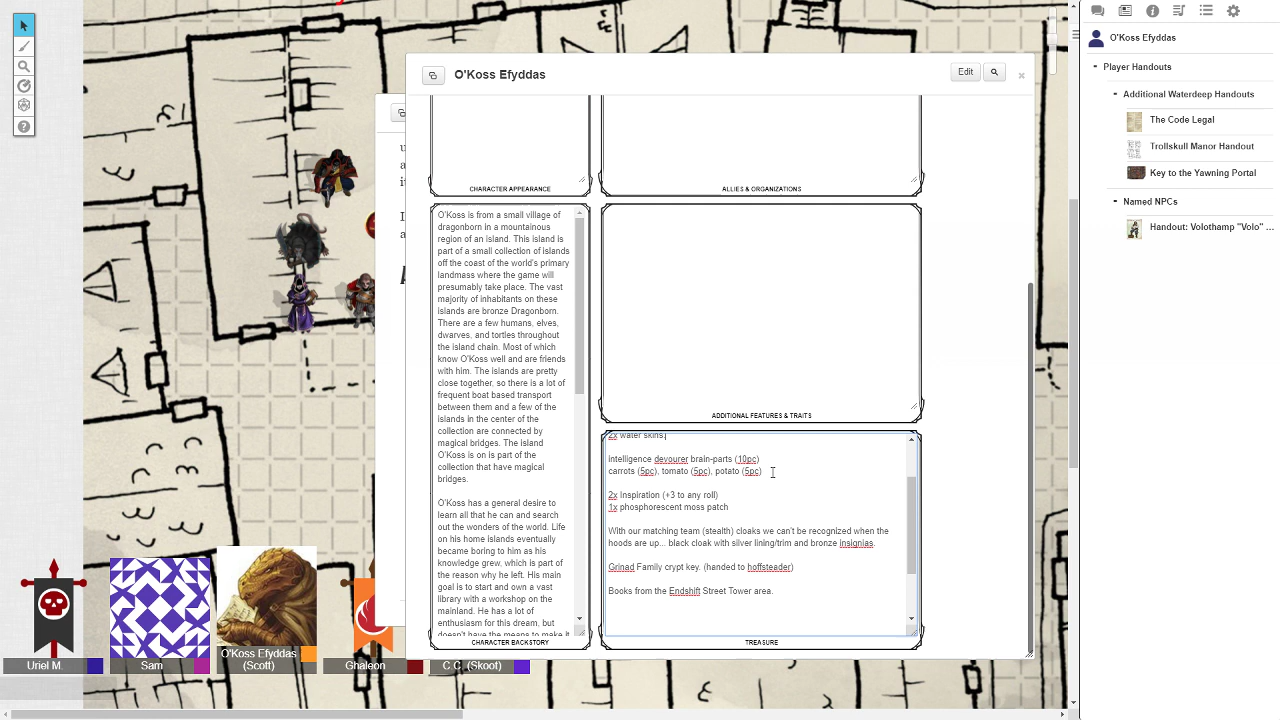 O'Koss Efyddas
Edit
CHARACTER APPEARANCE
ALLIES & ORGANIZATIONS
O'Koss is from a small village of
dragonborn in a mountainous
region of an island. This island is
part of a small collection of islands
off the coast of the world's primary
landmass where the game will
presumably take place. The vast
majority of inhabitants on these
islands are bronze Dragonborn.
There are a few humans, elves,
dwarves, and tortles throughout
the island chain. Most of which
know O'Koss well and are friends
with him. The islands are pretty
close together, so there is a lot of
frequent boat based transport
between them and a few of the
islands in the center of the
collection are connected by
magical bridges. The island
O'Koss is on is part of the
collection that have magical
bridges.
O'Koss has a general desire to
learn all that he can and search
out the wonders of the world. Life
on his home islands eventually
became boring to him as his
knowledge grew, which is part of
the reason why he left. His main
goal is to start and own a vast
library with a workshop on the
mainland. He has a lot of
enthusiasm for this dream, but
doesn't have the means to make it
CHARACTER BACKSTORY
ADDITIONAL FEATURES & TRAITS
2x water skins.
intelligence devourer brain-parts (10pc)
carrots (5pc), tomato (5pc), potato (5pc)
2x Inspiration (+3 to any roll)
1x phosphorescent moss patch
With our matching team (stealth) cloaks we can't be recognized when the
hoods are up... black cloak with silver lining/trim and bronze insignias.
Grinad Family crypt key. (handed to hoffsteader)
Books from the Endshift Street Tower area.
TREASURE
Uriel M.
Sam
O'Koss Efyddas
(Scott)
Ghaleon
C.C. (Skoot)
O'Koss Efyddas
Player Handouts
Additional Waterdeep Handouts
The Code Legal
Trollskull Manor Handout
Key to the Yawning Portal
Named NPCs
Handout: Volothamp "Volo" ...